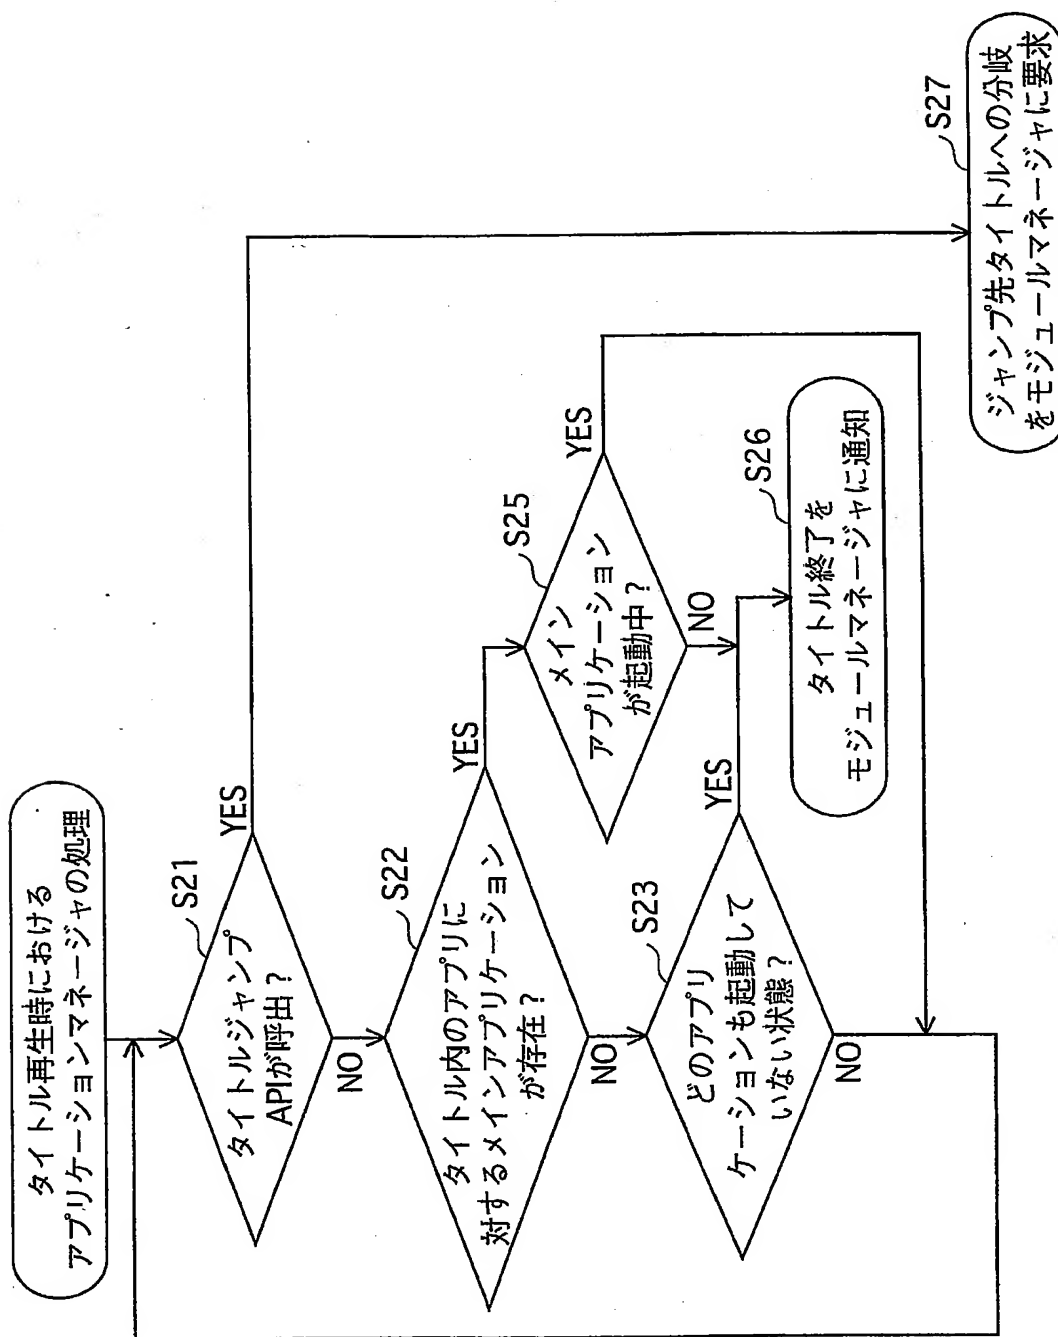 タイトル再生時における
アプリケーションマネージャの処理
S21
タイトルジャンプ
APIが呼出？
YES
NO
S22
タイトル内のアプリに
対するメインアプリケーション
が存在？
YES
NO
S25
メイン
アプリケーション
が起動中？
YES
NO
S23
どのアプリ
ケーションも起動して
いない状態？
YES
NO
S26
タイトル終了を
モジュールマネージャに通知
S27
ジャンプ先タイトルへの分岐
をモジュールマネージャに要求